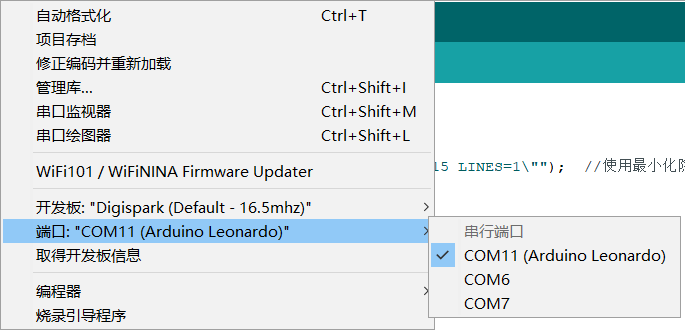 自动格式化 Ctrl+T
项目存档
修正编码并重新加载
管理库... Ctrl+Shift+I
串口监视器 Ctrl+Shift+M
串口绘图器 Ctrl+Shift+L
15 LINES=1\""); //使用最小化
WiFi101 / WiFiNINA Firmware Updater
开发板: "Digispark (Default - 16.5mhz)"
端口: "COM11 (Arduino Leonardo)"
串行端口
取得开发板信息
COM11 (Arduino Leonardo)
COM6
编程器
COM7
烧录引导程序